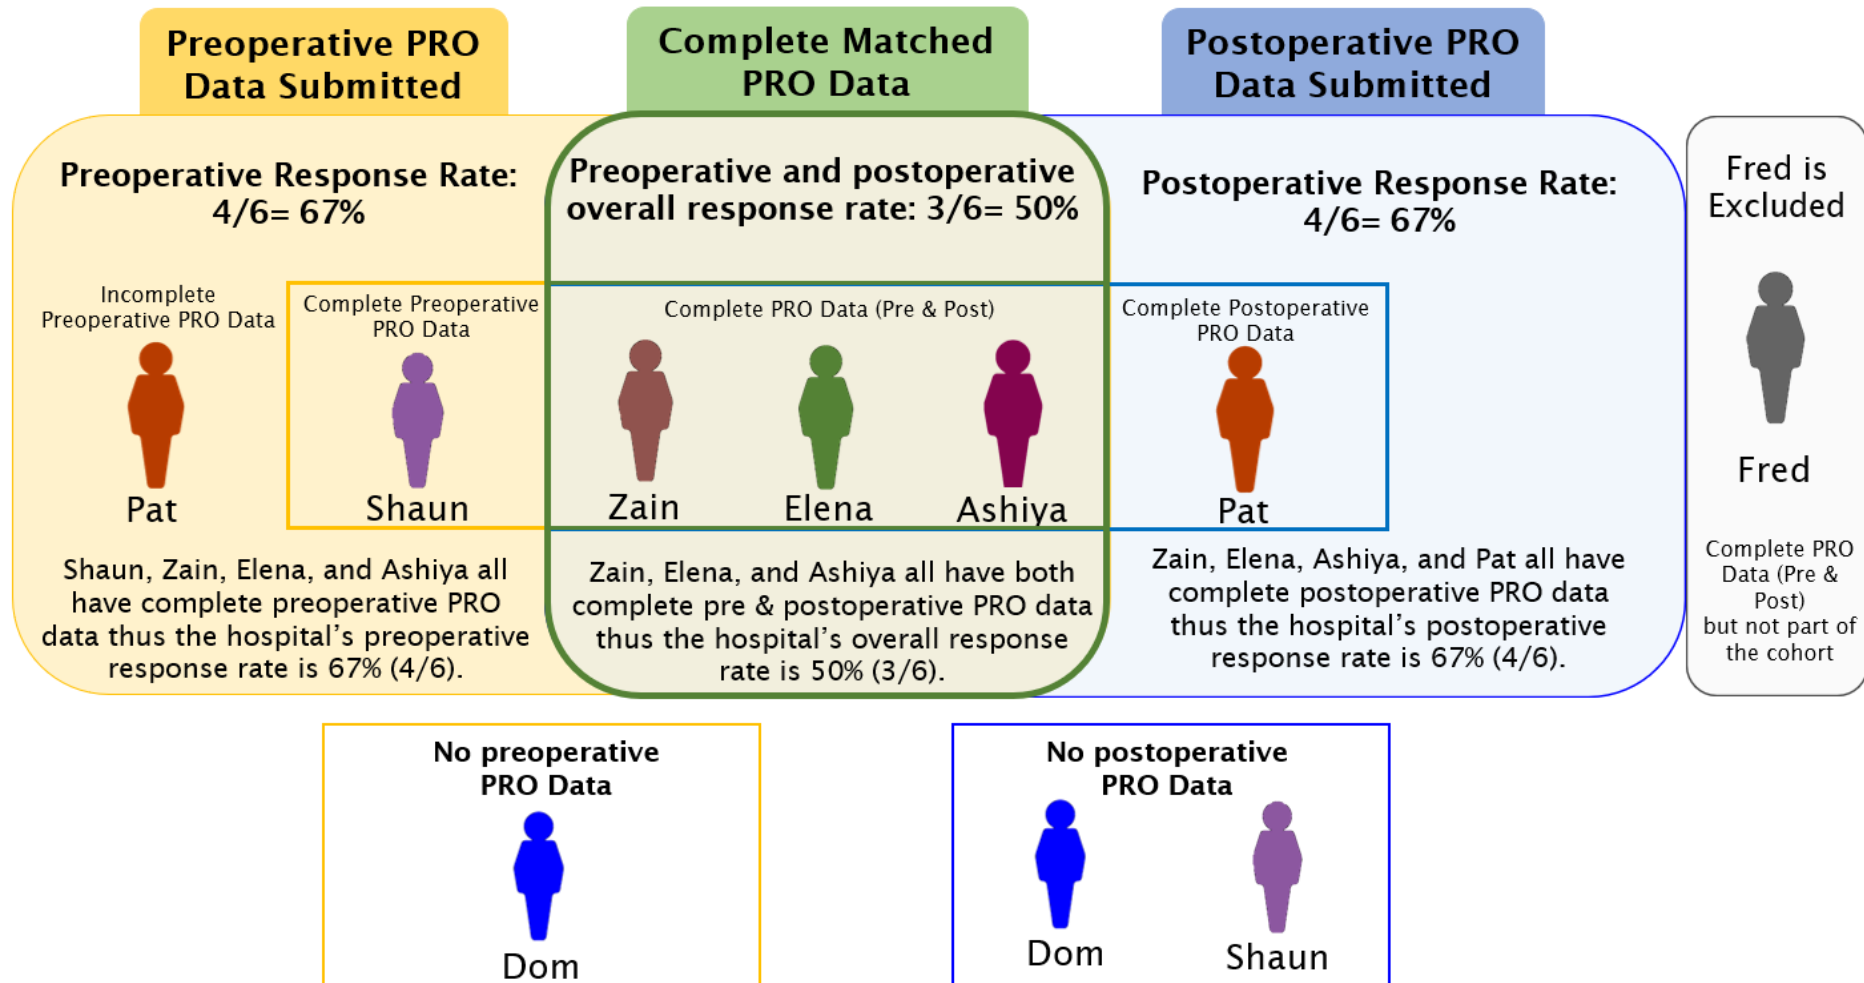 Preoperative PRO
Data Submitted
Complete Matched
PRO Data
Postoperative PRO
Data Submitted
Preoperative Response Rate:
4/6= 67%
Preoperative and postoperative
overall response rate: 3/6= 50%
Postoperative Response Rate:
4/6= 67%
Fred is
Excluded
Incomplete
Preoperative PRO Data
Complete Preoperative
PRO Data
Complete PRO Data (Pre & Post)
Complete Postoperative
PRO Data
Pat
Shaun
Zain
Elena
Ashiya
Pat
Fred
Shaun, Zain, Elena, and Ashiya all
have complete preoperative PRO
data thus the hospital's preoperative
response rate is 67% (4/6).
Zain, Elena, and Ashiya all have both
complete pre & postoperative PRO data
thus the hospital's overall response
rate is 50% (3/6).
Zain, Elena, Ashiya, and Pat all have
complete postoperative PRO data
thus the hospital's postoperative
response rate is 67% (4/6).
Complete PRO
Data (Pre &
Post)
but not part of
the cohort
No preoperative
PRO Data
Dom
No postoperative
PRO Data
Dom
Shaun